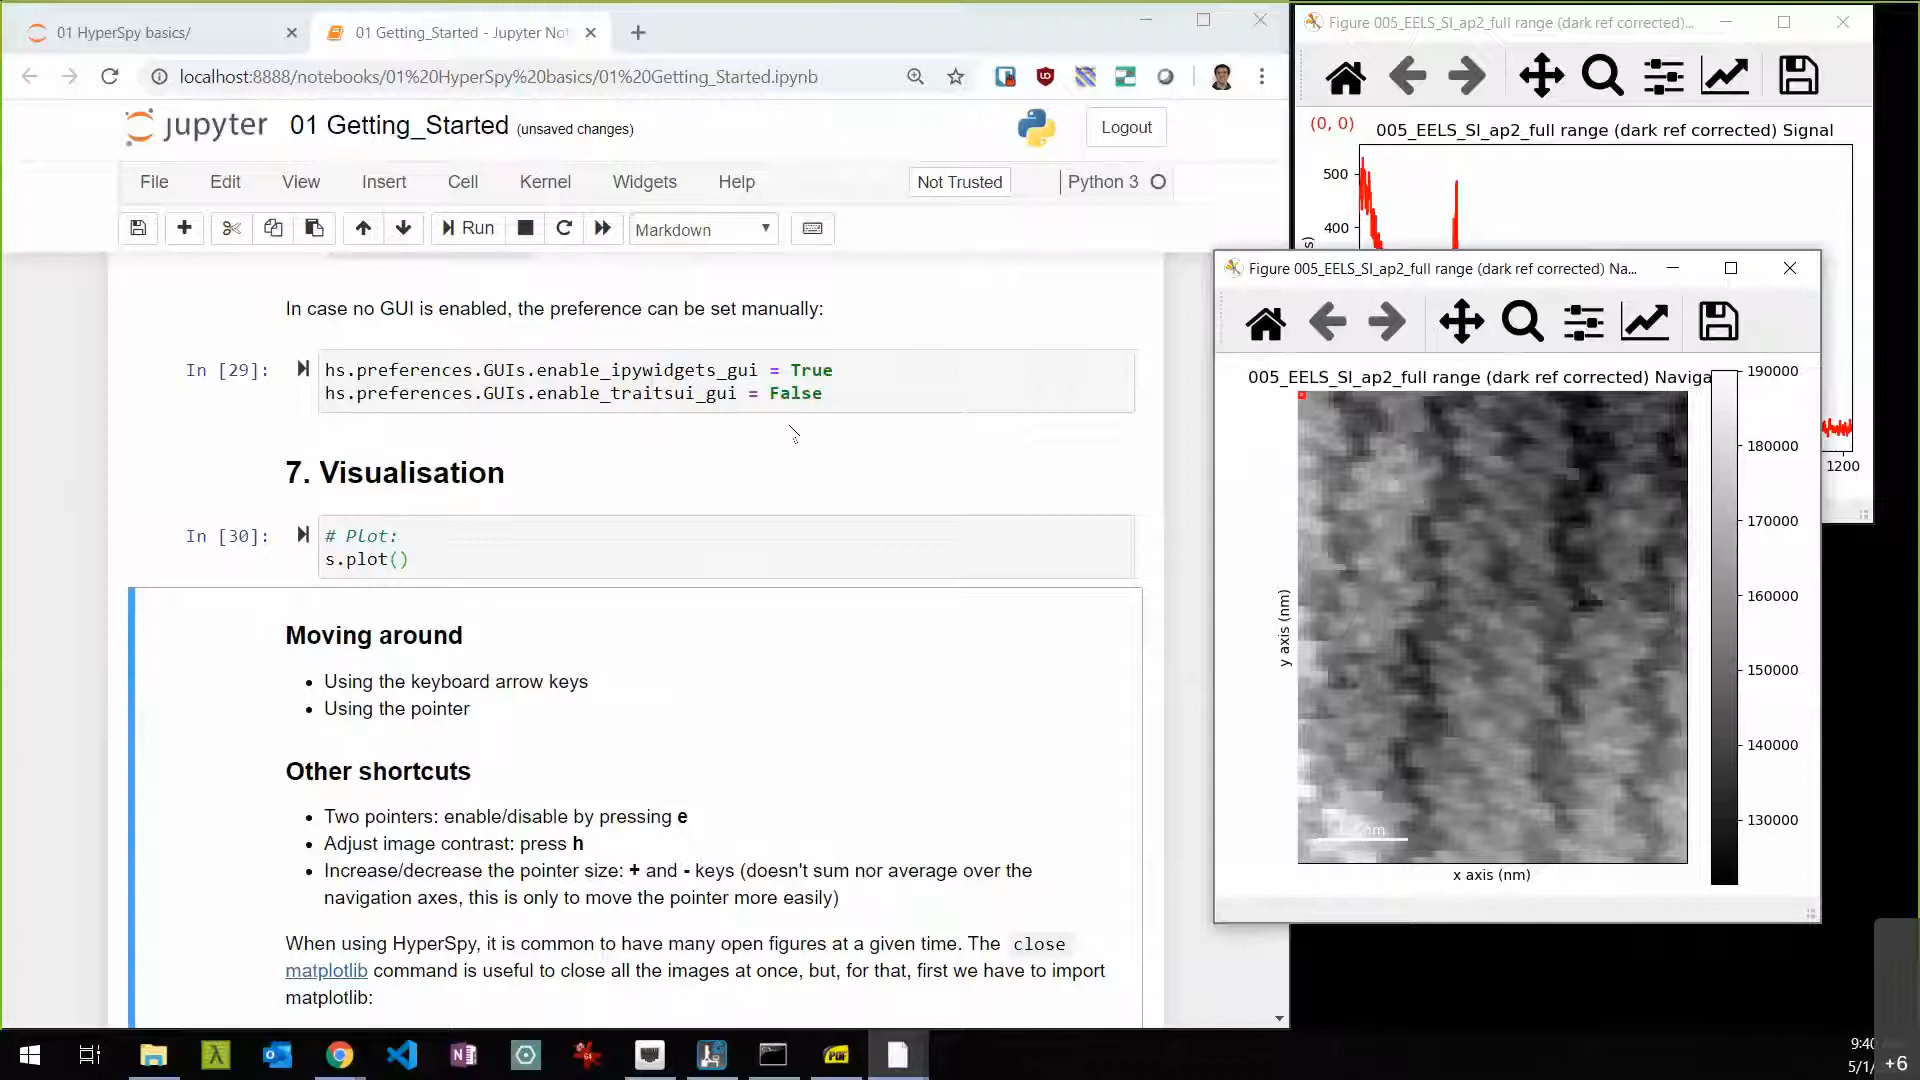 01 HyperSpy basics/
01 Getting_Started - Jupyter Not
localhost:8888/notebooks/01%20HyperSpy%20basics/01%20Getting_Started.ipynb
jupyter 01 Getting_Started (unsaved changes)
Logout
File Edit View Insert Cell Kernel Widgets Help
Not Trusted
Python 3
Run
Markdown
In case no GUI is enabled, the preference can be set manually:
In [29]:
hs.preferences.GUIs.enable_ipywidgets_gui = True
hs.preferences.GUIs.enable_traitsui_gui = False
7. Visualisation
In [30]:
# Plot:
s.plot()
Moving around
• Using the keyboard arrow keys
• Using the pointer
Other shortcuts
• Two pointers: enable/disable by pressing e
• Adjust image contrast: press h
• Increase/decrease the pointer size: + and - keys (doesn't sum nor average over the
navigation axes, this is only to move the pointer more easily)
When using HyperSpy, it is common to have many open figures at a given time. The close
matplotlib command is useful to close all the images at once, but, for that, first we have to import
matplotlib:
Figure 005_EELS_SI_ap2_full range (dark ref corrected)...
(0, 0)
005_EELS_SI_ap2_full range (dark ref corrected) Signal
500
400
s)
1200
Figure 005_EELS_SI_ap2_full range (dark ref corrected) Na...
005_EELS_SI_ap2_full range (dark ref corrected) Naviga
190000
180000
170000
160000
150000
140000
130000
y axis (nm)
x axis (nm)
nm
9:40
5/1/
+6